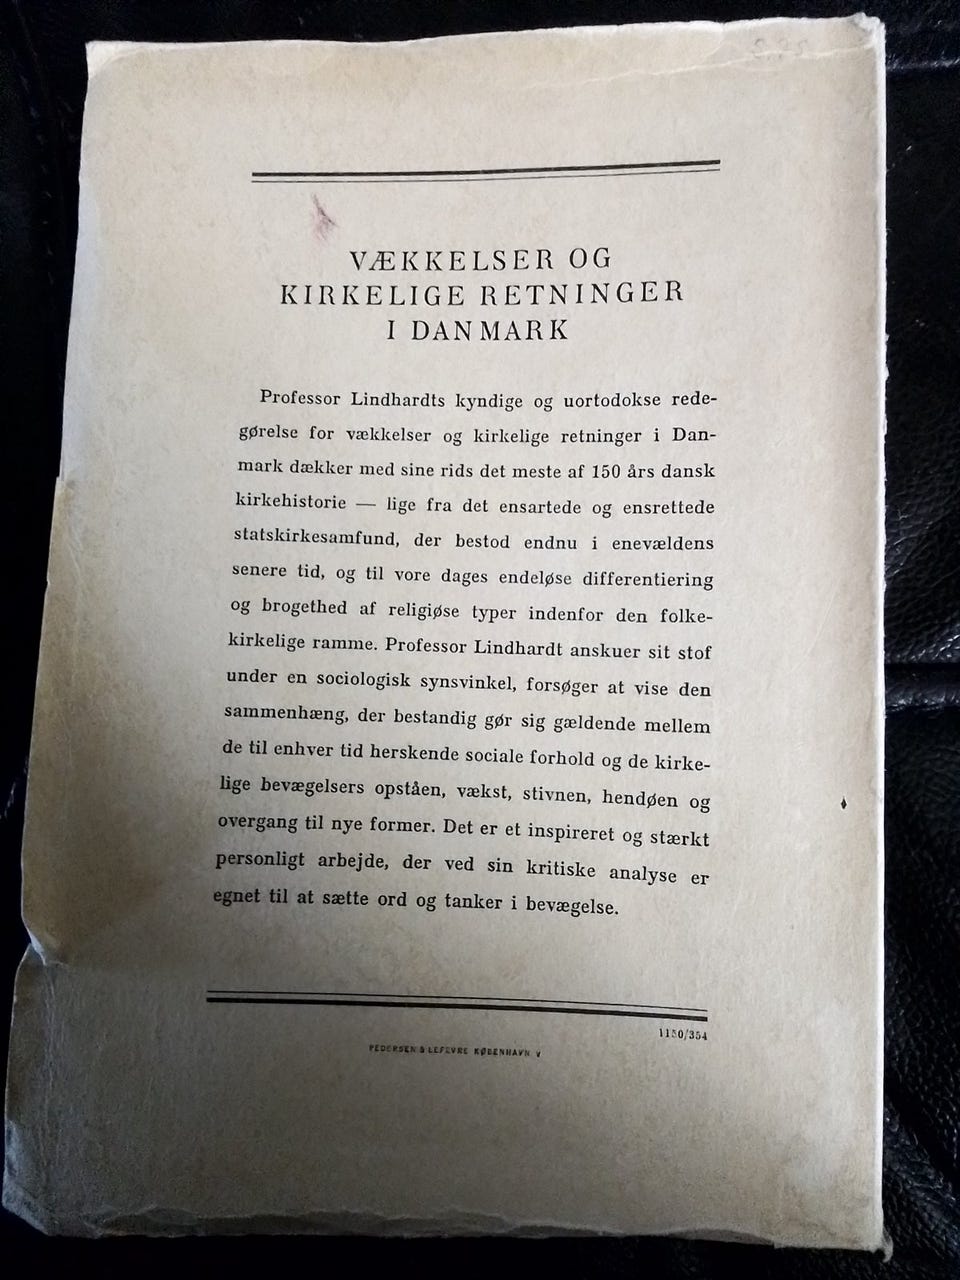 VÆKKELSER OG
KIRKELIGE RETNINGER
I DANMARK
Professor Lindhardts kyndige og uortodokse rede-
gørelse for vækkelser og kirkelige retninger i Dan-
mark dækker med sine rids det meste af 150 års dansk
kirkehistorie — lige fra det ensartede og ensrettede
statskirkesamfund, der bestod endnu i enevældens
senere tid, og til vore dages endeløse differentiering
og brogethed af religiøse typer indenfor den folke-
kirkelige ramme. Professor Lindhardt anskuer sit stof
under en sociologisk synsvinkel, forsøger at vise den
sammenhæng, der bestandig gør sig gældende mellem
de til enhver tid herskende sociale forhold og de kirke-
lige bevægelsers opståen, vækst, stivnen, hendøen og
overgang til nye former. Det er et inspireret og stærkt
personligt arbejde, der ved sin kritiske analyse er
egnet til at sætte ord og tanker i bevægelse.
1150/354
PEDERSEN & LEFEVRE KØBENHAVN V